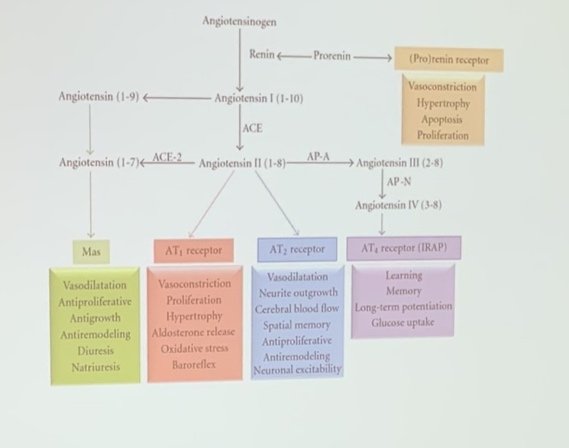 Angiotensinogen
Renin
Prorenin
(Pro)renin receptor
Vasoconstriction
Hypertrophy
Apoptosis
Proliferation
Angiotensin (1-9)
Angiotensin I (1-10)
ACE
Angiotensin (1-7)
ACE-2
Angiotensin II (1-8)
AP-A
Angiotensin III (2-8)
AP-N
Angiotensin IV (3-8)
Mas
Vasodilatation
Antiproliferative
Antigrowth
Antiremodeling
Diuresis
Natriuresis
AT1 receptor
Vasoconstriction
Proliferation
Hypertrophy
Aldosterone release
Oxidative stress
Baroreflex
AT2 receptor
Vasodilatation
Neurite outgrowth
Cerebral blood flow
Spatial memory
Antiproliferative
Antiremodeling
Neuronal excitability
AT4 receptor (IRAP)
Learning
Memory
Long-term potentiation
Glucose uptake